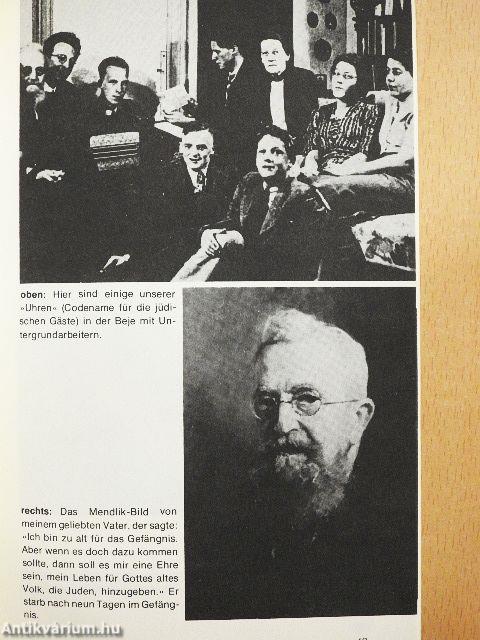 oben: Hier sind einige unserer
»Uhren« (Codename für die jüdi-
schen Gäste) in der Beje mit Un-
tergrundarbeitern.
rechts: Das Mendlik-Bild von
meinem geliebten Vater, der sagte:
»Ich bin zu alt für das Gefängnis.
Aber wenn es doch dazu kommen
sollte, dann soll es mir eine Ehre
sein, mein Leben für Gottes altes
Volk, die Juden, hinzugeben.« Er
starb nach neun Tagen im Gefäng-
nis.
Antikvárium.hu